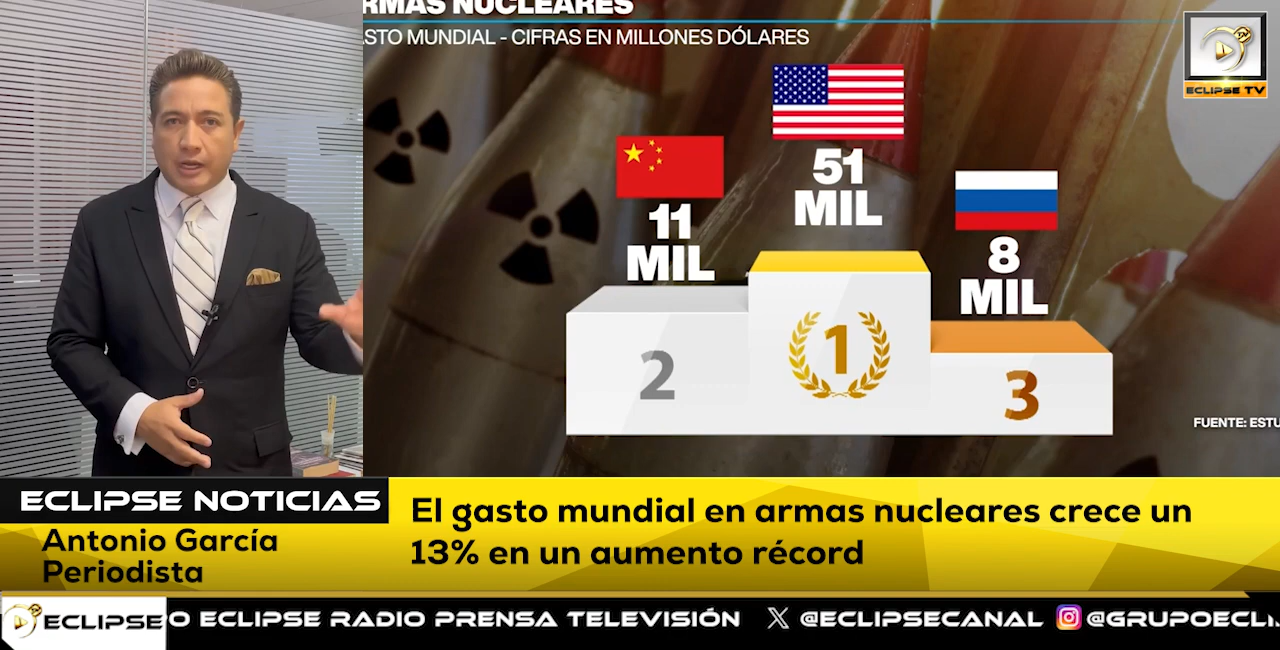 RMAS NUCLEARES
STO MUNDIAL - CIFRAS EN MILLONES DÓLARES
ECLIPSE TV
51
MIL
11
MIL
8
MIL
1
2
3
FUENTE: ESTU
ECLIPSE NOTICIAS
Antonio García
Periodista
El gasto mundial en armas nucleares crece un
13% en un aumento récord
ECLIPSE
O ECLIPSE RADIO PRENSA TELEVISIÓN X @ECLIPSECANAL @GRUPOECLI